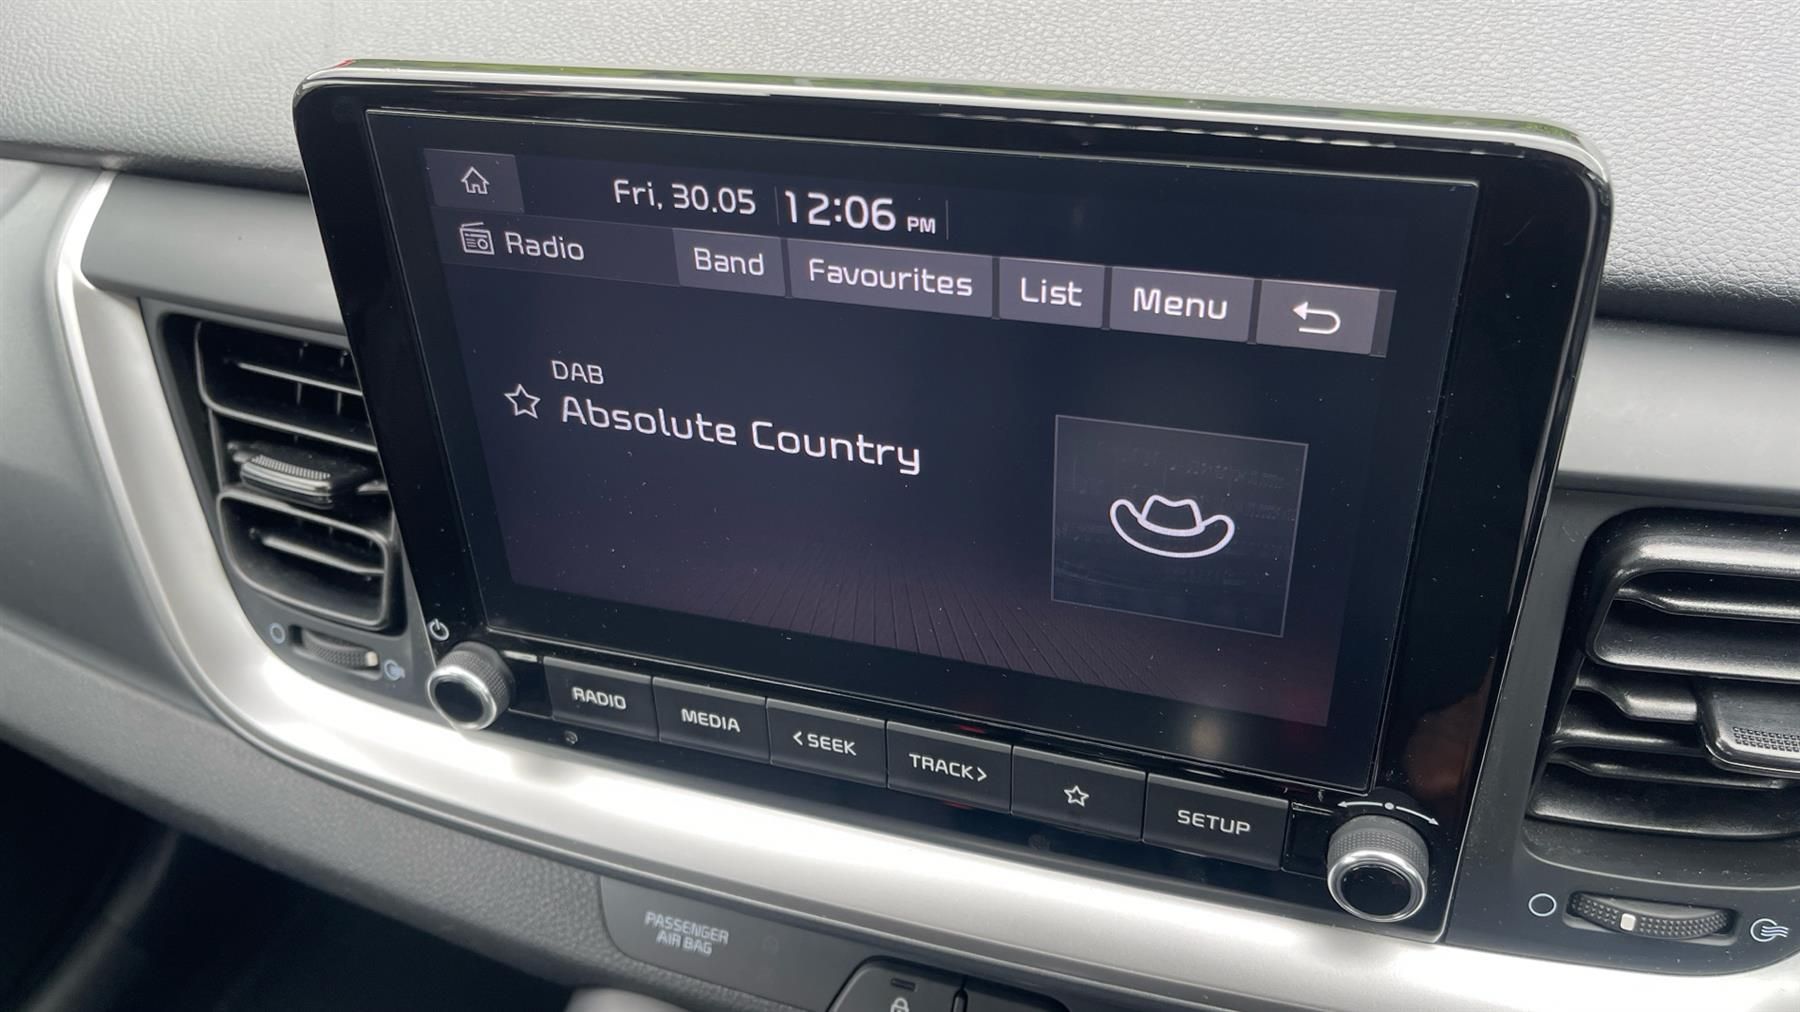 Fri, 30.05 12:06 PM
Radio Band Favourites List Menu
DAB
Absolute Country
RADIO MEDIA <SEEK TRACK> SETUP
PASSENGER
AIR BAG